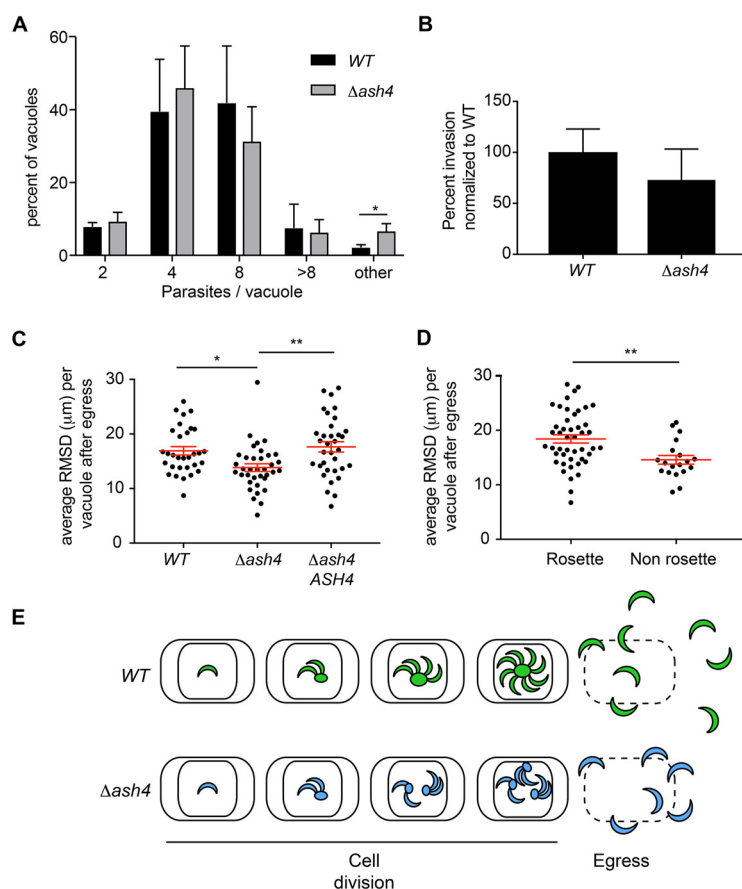 A
percent of vacuoles
60
40
20
0
WT
Δash4
*
2
4
8
>8
other
Parasites / vacuole
B
Percent invasion
normalized to WT
150
100
75
50
0
WT
Δash4
C
average RMSD (μm) per
vacuole after egress
30
20
10
0
*
**
WT
Δash4
Δash4
ASH4
D
average RMSD (μm) per
vacuole after egress
30
20
10
0
**
Rosette
Non rosette
E
WT
Δash4
Cell
division
Egress